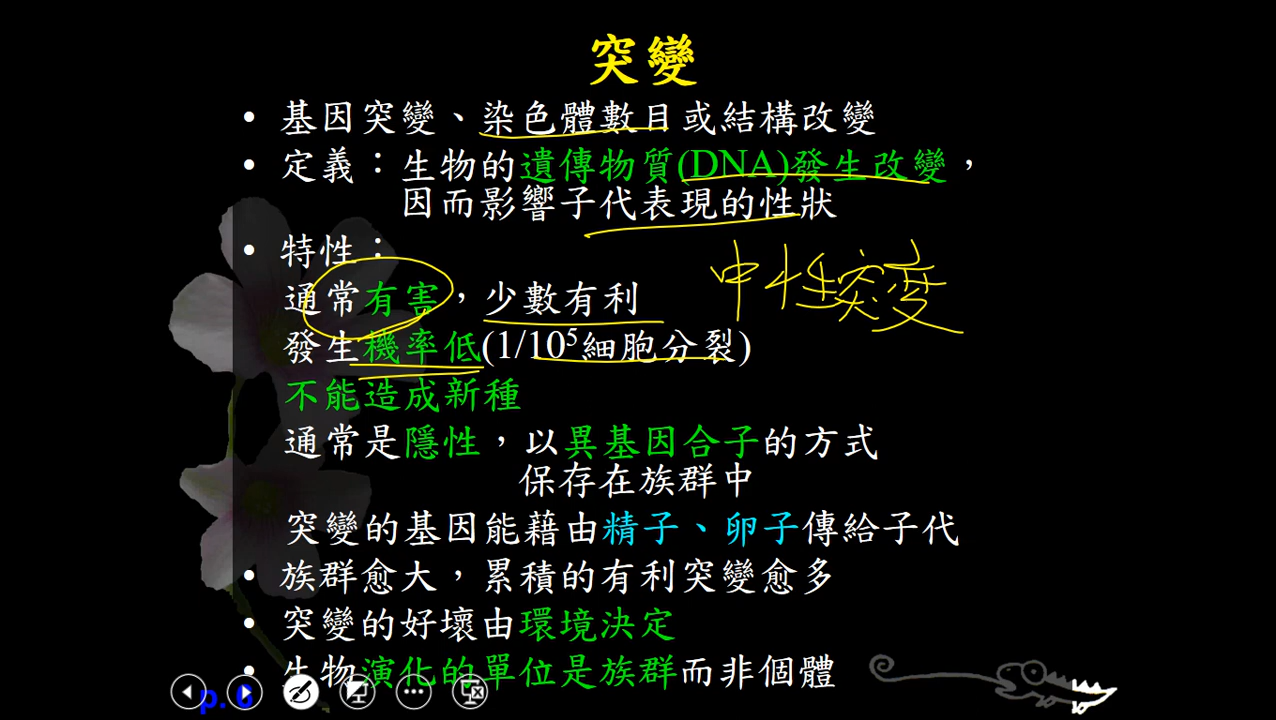 突變
• 基因突變、染色體數目或結構改變
• 定義：生物的遺傳物質(DNA)發生改變，
因而影響子代表現的性狀
• 特性：
中性突变
通常有害，少數有利
發生機率低(1/10⁵細胞分裂)
不能造成新種
通常是隱性，以異基因合子的方式
保存在族群中
突變的基因能藉由精子、卵子傳給子代
• 族群愈大，累積的有利突變愈多
• 突變的好壞由環境決定
• 生物演化的單位是族群而非個體
p.